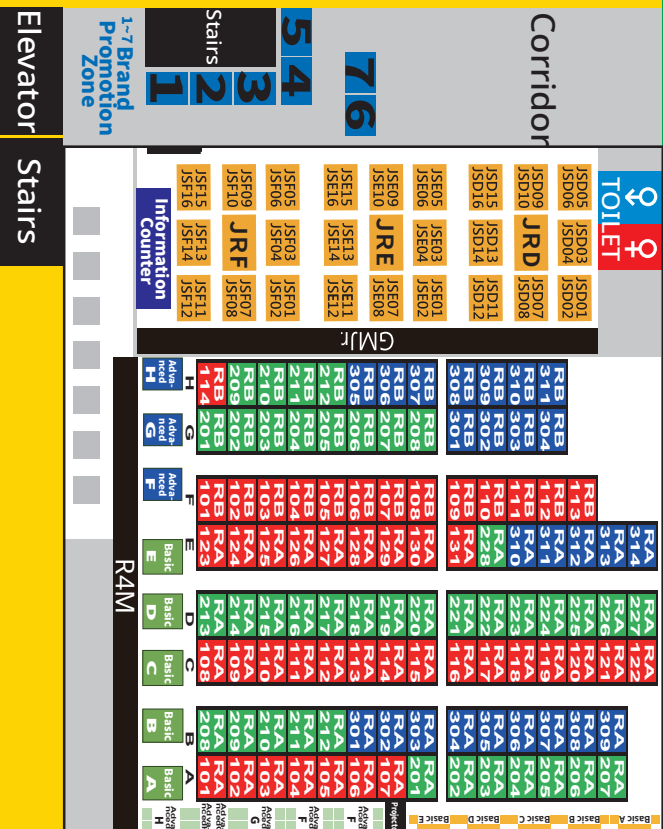 Elevator
Stairs
1~7 Brand
Promotion
Zone
Stairs
1
2
3
4
5
6
7
Corridor
TOILET
Information
Counter
JSF15
JSF16
JSF09
JSF10
JSF05
JSF06
JSE15
JSE16
JSE09
JSE10
JSE05
JSE06
JSD15
JSD16
JSD09
JSD10
JSD05
JSD06
JSF13
JSF14
JRF
JSF03
JSF04
JSE13
JSE14
JRE
JSE03
JSE04
JSD13
JSD14
JRD
JSD03
JSD04
JSF11
JSF12
JSF07
JSF08
JSF01
JSF02
JSE11
JSE12
JSE07
JSE08
JSE01
JSE02
JSD11
JSD12
JSD07
JSD08
JSD01
JSD02
GMJr.
R4M
Adva-
nced
H
H
RB 114
RB 209
RB 210
RB 211
RB 212
RB 305
RB 306
RB 307
RB 308
RB 309
RB 310
RB 311
Adva-
nced
G
G
RB 201
RB 202
RB 203
RB 204
RB 205
RB 206
RB 207
RB 208
RB 301
RB 302
RB 303
RB 304
Adva-
nced
F
F
RB 101
RB 102
RB 103
RB 104
RB 105
RB 106
RB 107
RB 108
RB 109
RB 110
RB 111
RB 112
RB 113
Basic
E
E
RA 123
RA 124
RA 125
RA 126
RA 127
RA 128
RA 129
RA 130
RA 131
RA 228
RA 310
RA 311
RA 312
RA 313
RA 314
Basic
D
D
RA 213
RA 214
RA 215
RA 216
RA 217
RA 218
RA 219
RA 220
RA 221
RA 222
RA 223
RA 224
RA 225
RA 226
RA 227
Basic
C
C
RA 108
RA 109
RA 110
RA 111
RA 112
RA 113
RA 114
RA 115
RA 116
RA 117
RA 118
RA 119
RA 120
RA 121
RA 122
Basic
B
B
RA 208
RA 209
RA 210
RA 211
RA 212
RA 301
RA 302
RA 303
RA 304
RA 305
RA 306
RA 307
RA 308
RA 309
Basic
A
A
RA 101
RA 102
RA 103
RA 104
RA 105
RA 106
RA 107
RA 201
RA 202
RA 203
RA 204
RA 205
RA 206
RA 207
H
G
F
F
Basic E
Basic D
Basic C
Basic B
Basic A